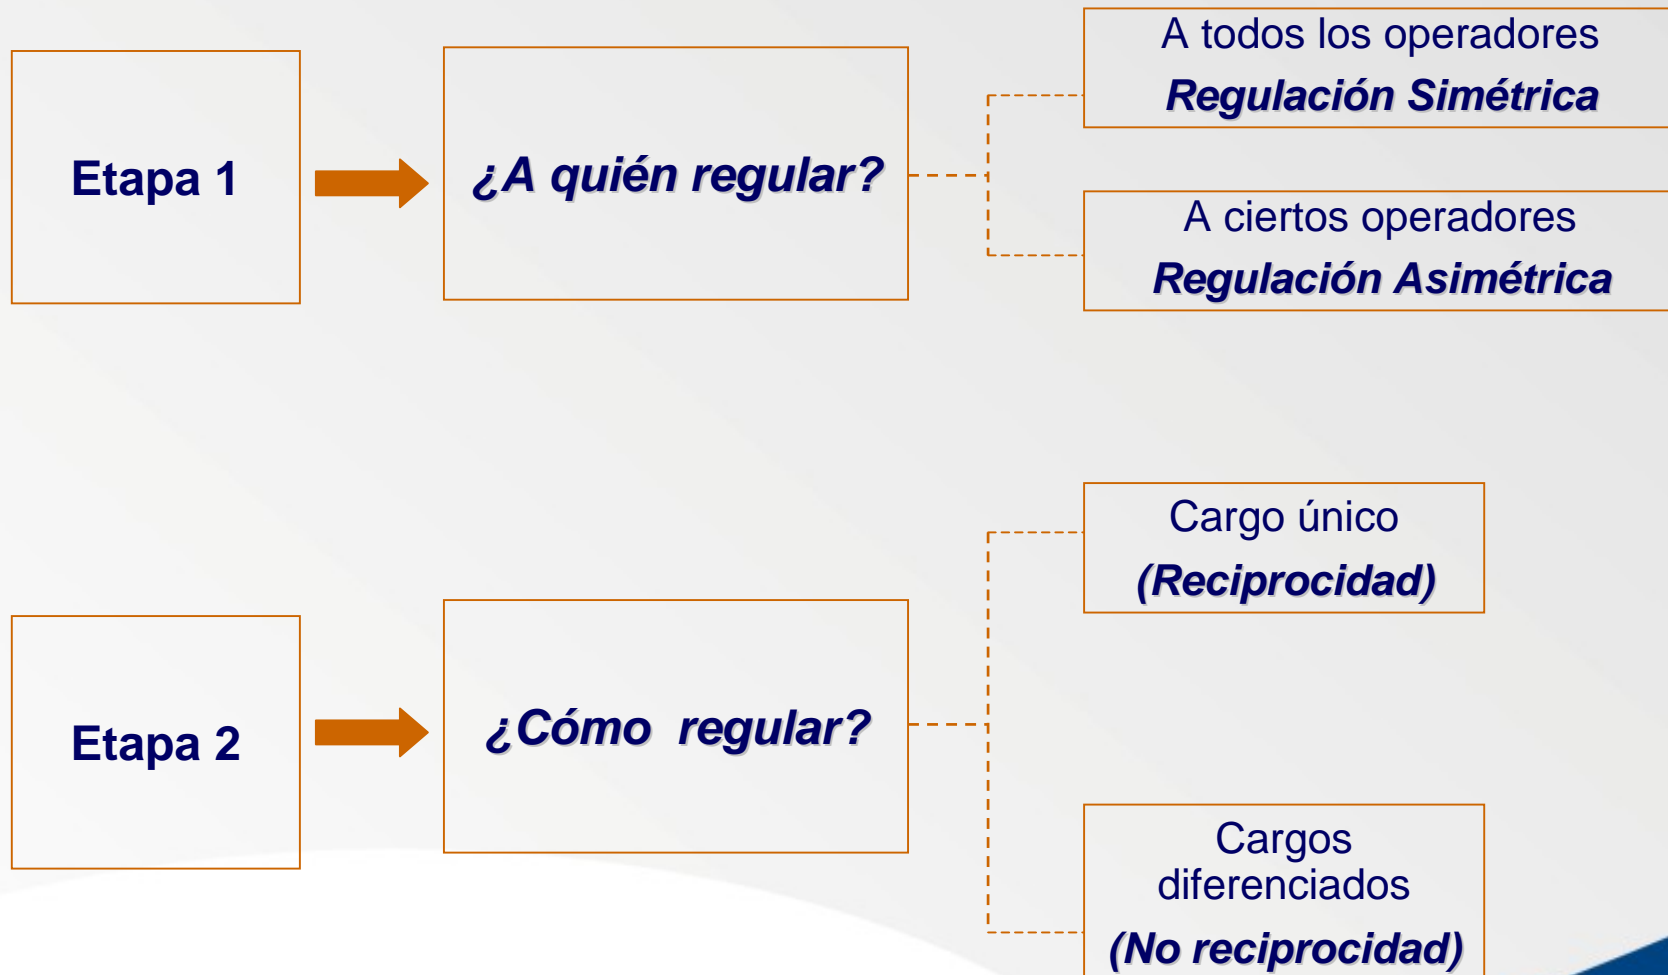 Etapa 1
¿A quién regular?
A todos los operadores
Regulación Simétrica
A ciertos operadores
Regulación Asimétrica
Etapa 2
¿Cómo regular?
Cargo único
(Reciprocidad)
Cargos
diferenciados
(No reciprocidad)